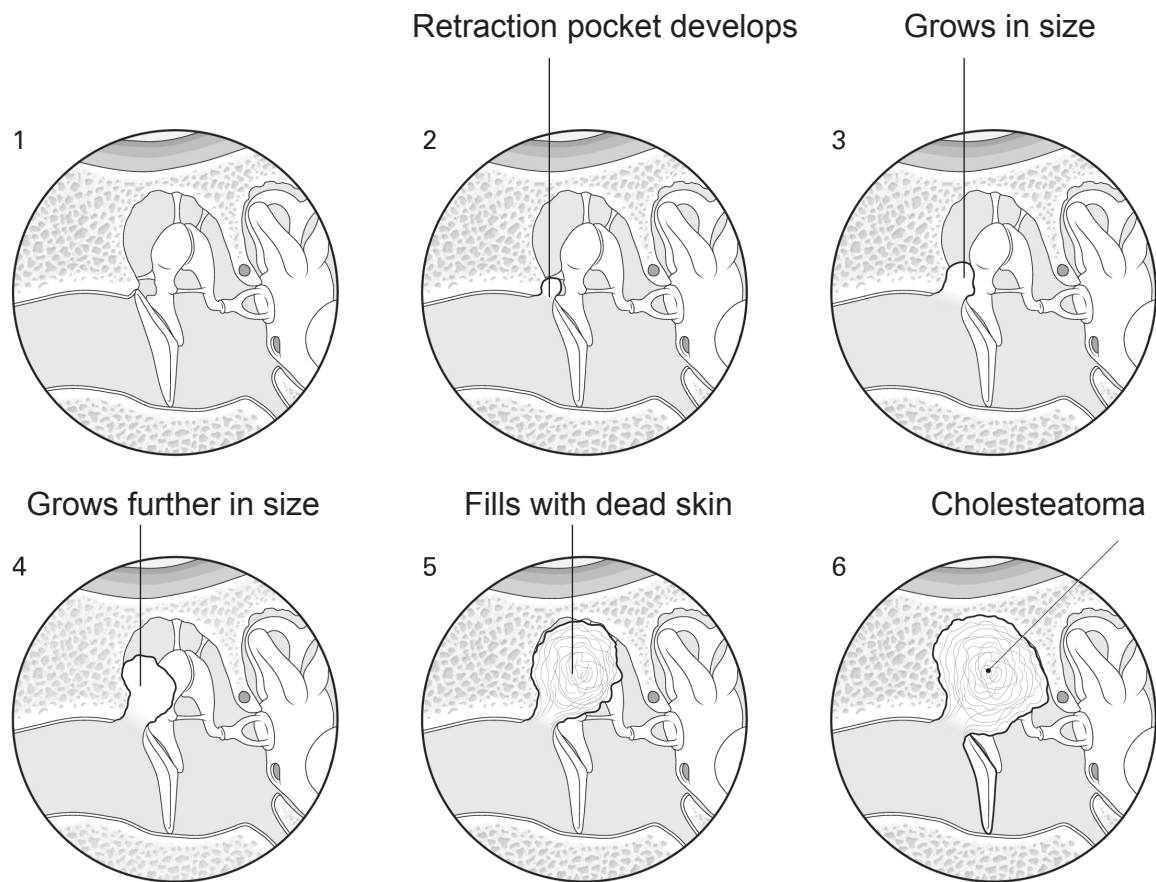 Retraction pocket develops
Grows in size
1
2
3
Grows further in size
Fills with dead skin
Cholesteatoma
4
5
6